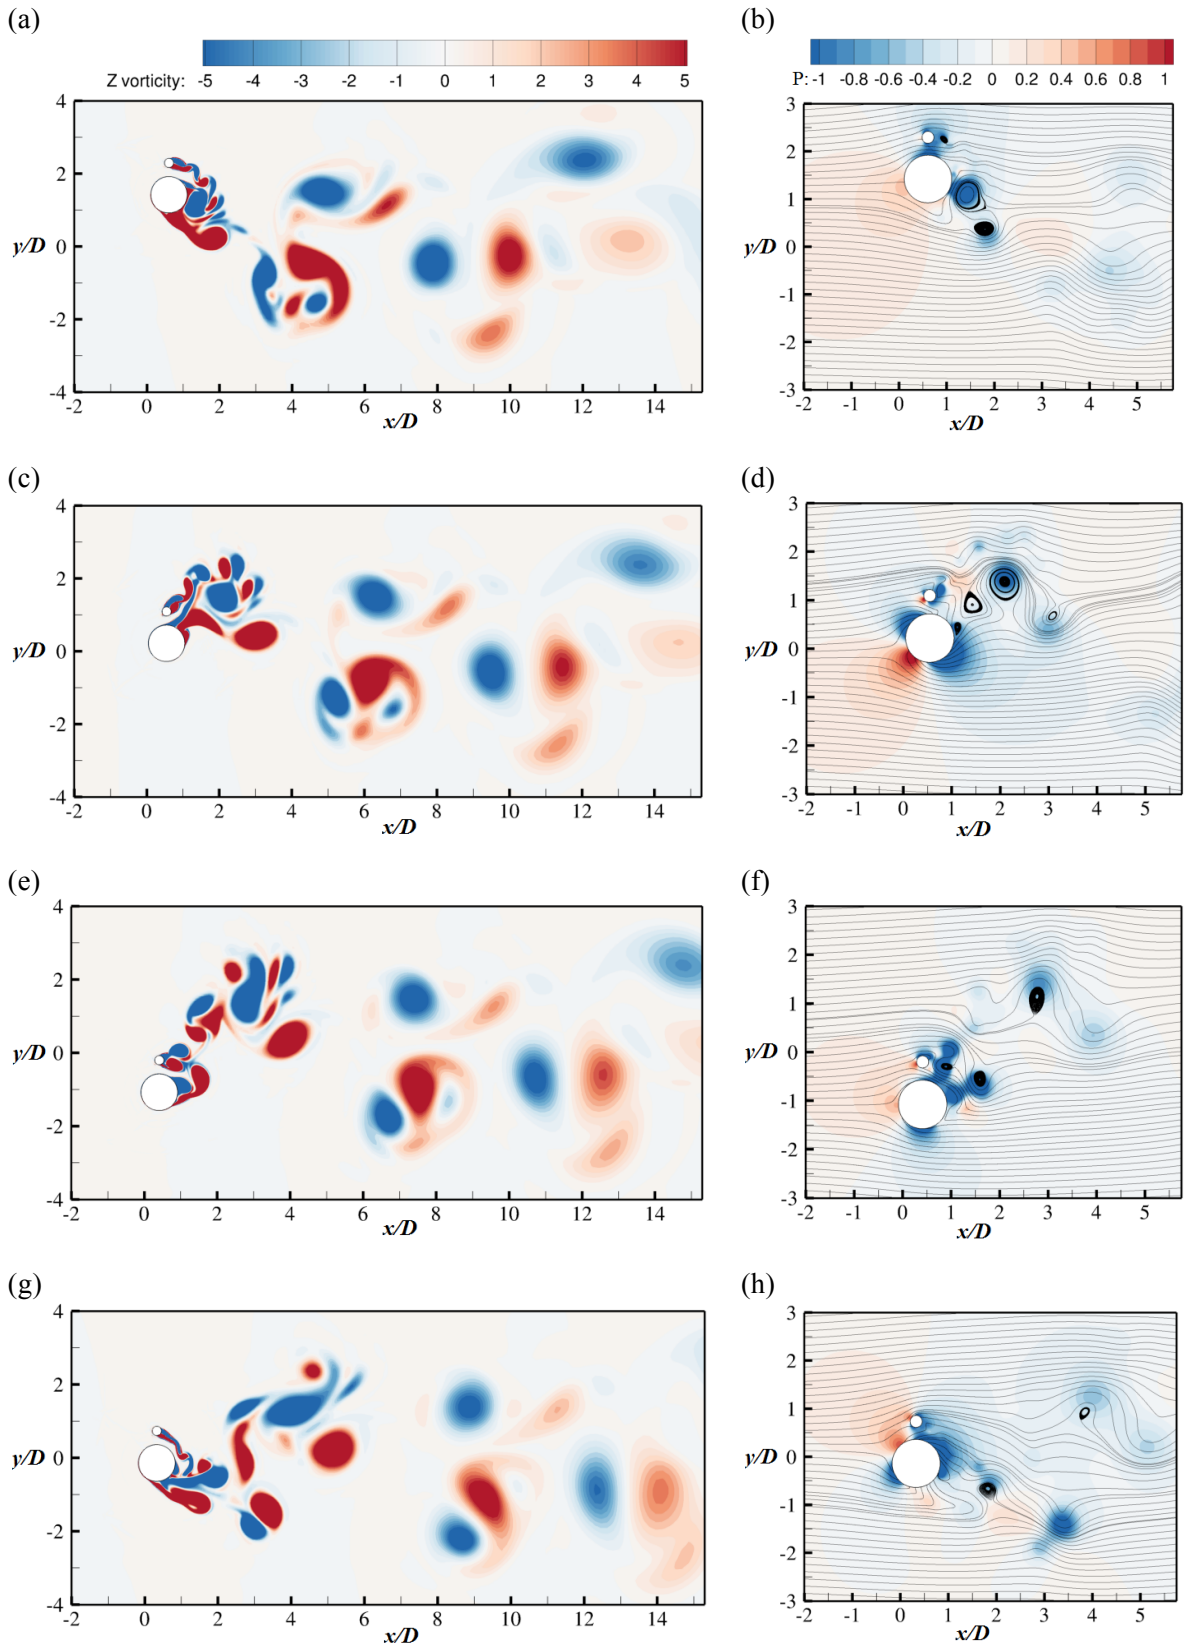 (a) (b)
Z vorticity: -5 -4 -3 -2 -1 0 1 2 3 4 5
P: -1 -0.8 -0.6 -0.4 -0.2 0 0.2 0.4 0.6 0.8 1
4 2 0 -2 -4
y/D
-2 0 2 4 6 8 10 12 14
x/D
3 2 1 0 -1 -2 -3
y/D
-2 -1 0 1 2 3 4 5
x/D
(c) (d)
4 2 0 -2 -4
y/D
-2 0 2 4 6 8 10 12 14
x/D
3 2 1 0 -1 -2 -3
y/D
-2 -1 0 1 2 3 4 5
x/D
(e) (f)
4 2 0 -2 -4
y/D
-2 0 2 4 6 8 10 12 14
x/D
3 2 1 0 -1 -2 -3
y/D
-2 -1 0 1 2 3 4 5
x/D
(g) (h)
4 2 0 -2 -4
y/D
-2 0 2 4 6 8 10 12 14
x/D
3 2 1 0 -1 -2 -3
y/D
-2 -1 0 1 2 3 4 5
x/D